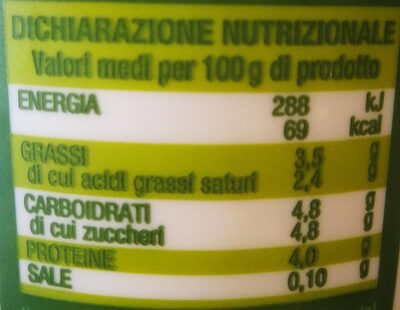 DICHIARAZIONE NUTRIZIONALE
Valori medi per 100 g di prodotto
ENERGIA 288 kJ
69 kcal
GRASSI 3,5 g
di cui acidi grassi saturi 2,4 g
CARBOIDRATI 4,8 g
di cui zuccheri 4,8 g
PROTEINE 4,0 g
SALE 0,10 g